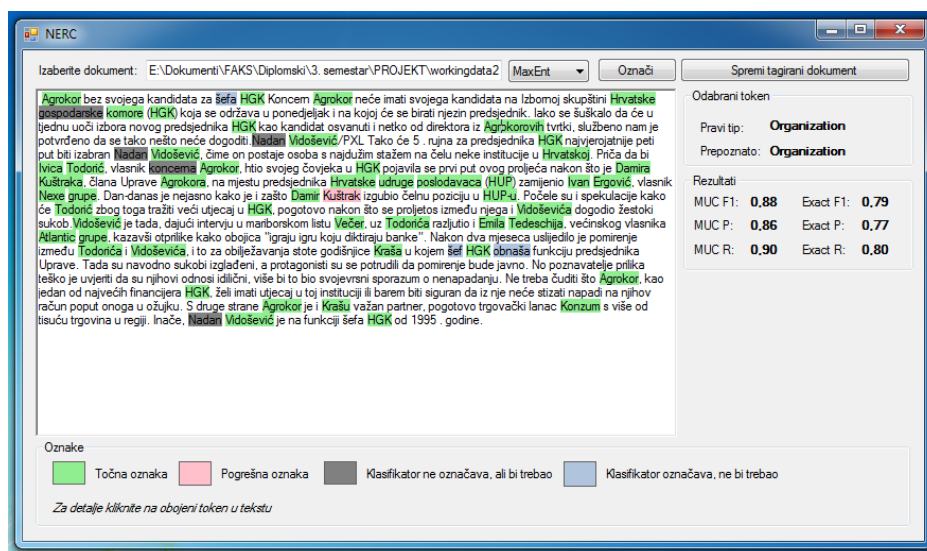 NERC
Izaberite dokument: E:\Dokumenti\FAKS\Diplomski\3. semestar\PROJEKT\workingdata2 MaxEnt Označi Spremi tagirani dokument
Agrokor bez svojega kandidata za šefa HGK Koncern Agrokor neće imati svojega kandidata na Izbornoj skupštini Hrvatske
gospodarske komore (HGK) koja se održava u ponedjeljak i na kojoj će se birati njezin predsjednik. Iako se šuškalo da će u
tjednu uoči izbora novog predsjednika HGK kao kandidat osvanuti i netko od direktora iz Agrokorovih tvrtki, službeno nam je
potvrđeno da se tako nešto neće dogoditi.Nadan Vidošević/PXL Tako će 5 . rujna za predsjednika HGK najvjerojatnije peti
put biti izabran Nadan Vidošević, čime on postaje osoba s najdužim stažem na čelu neke institucije u Hrvatskoj. Priča da bi
Ivica Todorić, vlasnik koncerna Agrokor, htio svojeg čovjeka u HGK pojavila se prvi put ovog proljeća nakon što je Damira
Kuštraka, člana Uprave Agrokora, na mjestu predsjednika Hrvatske udruge poslodavaca (HUP) zamijenio Ivan Ergović, vlasnik
Nexe grupe. Dan-danas je nejasno kako je i zašto Damir Kuštrak izgubio čelnu poziciju u HUP-u. Počele su i spekulacije kako
će Todorić zbog toga tražiti veći utjecaj u HGK, pogotovo nakon što se proljetos između njega i Vidoševića dogodio žestoki
sukob.Vidošević je tada, dajući intervju u mariborskom listu Večer, uz Todorića razljutio i Emila Tedeschija, većinskog vlasnika
Atlantic grupe, kazavši otprilike kako obojica "igraju igru koju diktiraju banke". Nakon dva mjeseca uslijedilo je pomirenje
između Todorića i Vidoševića, i to za obilježavanja stote godišnjice Kraša u kojem šef HGK obnaša funkciju predsjednika
Uprave. Tada su navodno sukobi izglađeni, a protagonisti su se potrudili da pomirenje bude javno. No poznavatelje prilika
teško je uvjeriti da su njihovi odnosi idilični, više bi to bio svojevrsni sporazum o nenapadanju. Ne treba čuditi što Agrokor, kao
jedan od najvećih financijera HGK, želi imati utjecaj u toj instituciji ili barem biti siguran da iz nje neće stizati napadi na njihov
račun poput onoga u ožujku. S druge strane Agrokor je i Krašu važan partner, pogotovo trgovački lanac Konzum s više od
tisuću trgovina u regiji. Inače, Nadan Vidošević je na funkciji šefa HGK od 1995 . godine.
Odabrani token
Pravi tip: Organization
Prepoznato: Organization
Rezultati
MUC F1: 0,88 Exact F1: 0,79
MUC P: 0,86 Exact P: 0,77
MUC R: 0,90 Exact R: 0,80
Oznake
Točna oznaka Pogrešna oznaka Klasifikator ne označava, ali bi trebao Klasifikator označava, ne bi trebao
Za detalje kliknite na obojeni token u tekstu